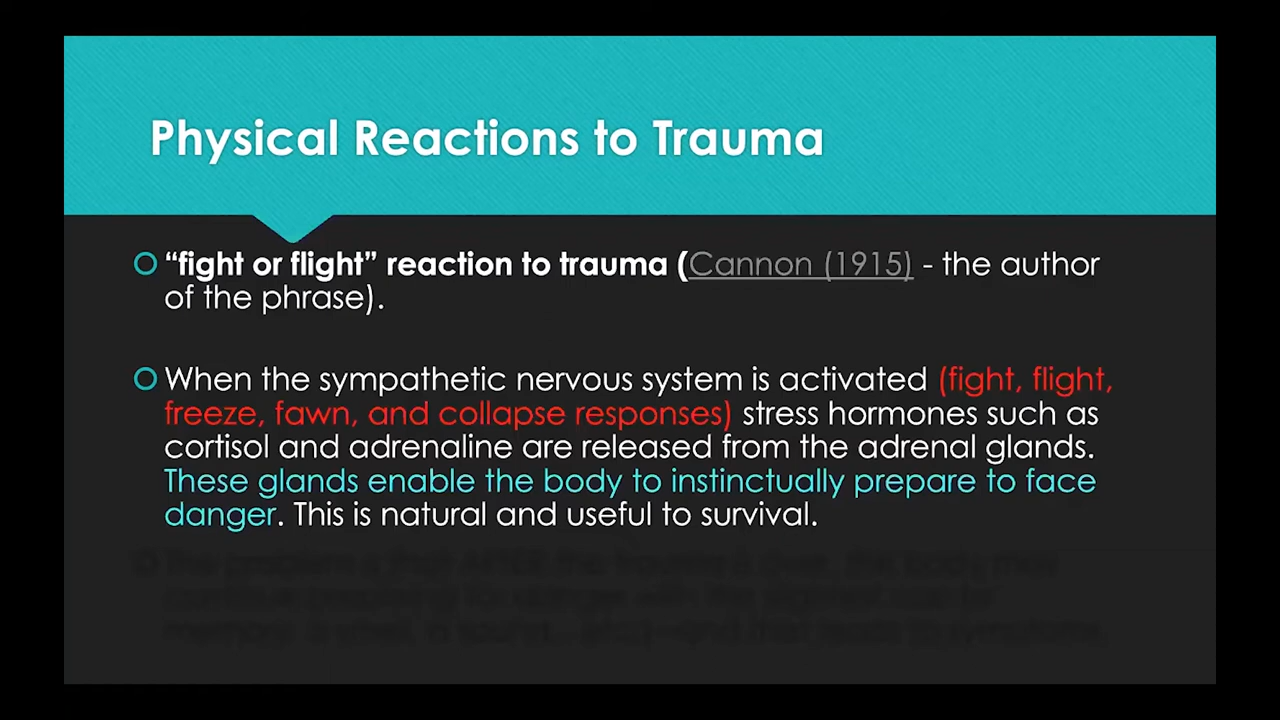 Physical Reactions to Trauma
“fight or flight” reaction to trauma (Cannon (1915) - the author
of the phrase).
When the sympathetic nervous system is activated (fight, flight,
freeze, fawn, and collapse responses) stress hormones such as
cortisol and adrenaline are released from the adrenal glands.
These glands enable the body to instinctually prepare to face
danger. This is natural and useful to survival.